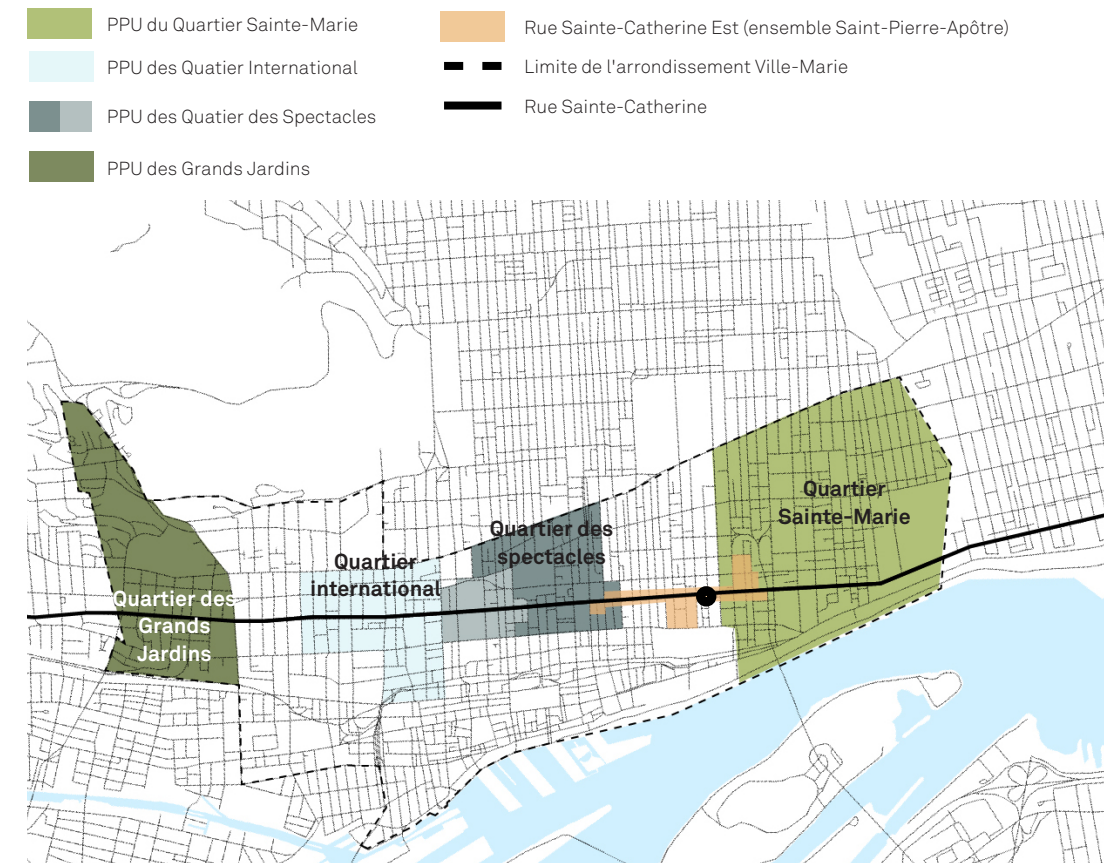 PPU du Quartier Sainte-Marie
PPU des Quatier International
PPU des Quatier des Spectacles
PPU des Grands Jardins
Rue Sainte-Catherine Est (ensemble Saint-Pierre-Apôtre)
Limite de l'arrondissement Ville-Marie
Rue Sainte-Catherine
Quartier
Sainte-Marie
Quartier des
spectacles
Quartier
international
Quartier des
Grands
Jardins